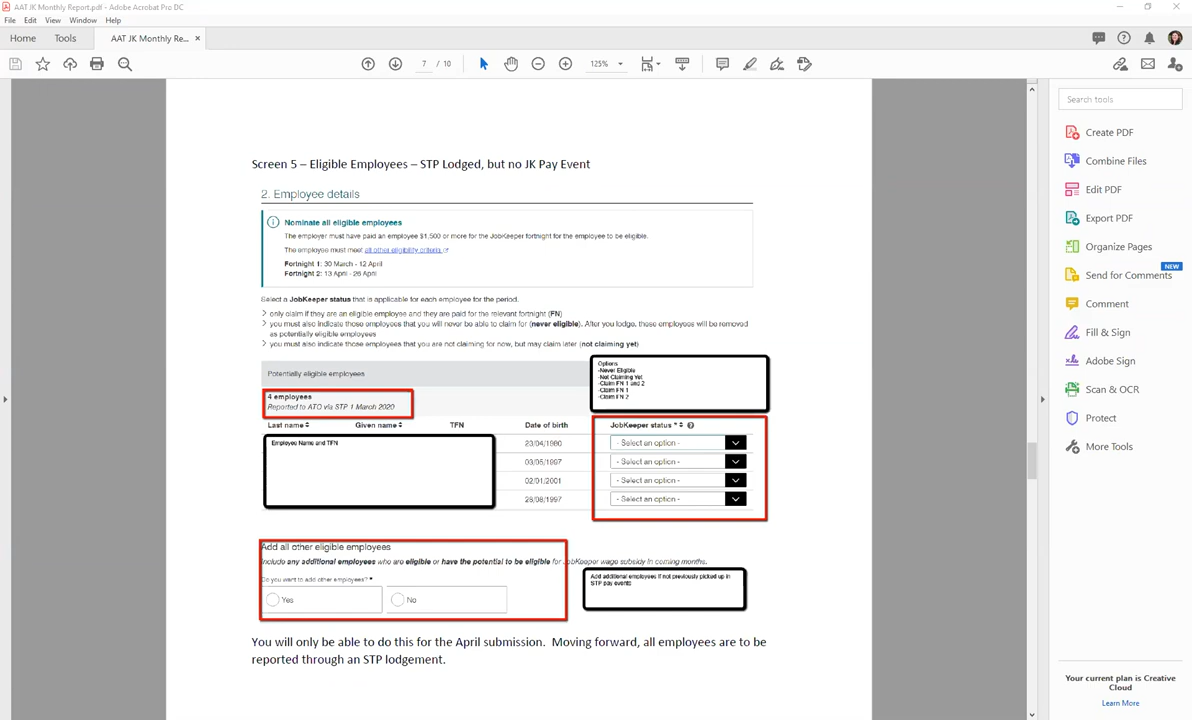 AAT JK Monthly Report.pdf - Adobe Acrobat Pro DC
File Edit View Window Help
Home Tools AAT JK Monthly Re... ×
7 / 10 125%
Search tools
Create PDF
Combine Files
Edit PDF
Export PDF
Organize Pages
NEW
Send for Comments
Comment
Fill & Sign
Adobe Sign
Scan & OCR
Protect
More Tools
Your current plan is Creative
Cloud
Learn More
Screen 5 – Eligible Employees – STP Lodged, but no JK Pay Event
2. Employee details
Nominate all eligible employees
The employer must have paid an employee $1,500 or more for the JobKeeper fortnight for the employee to be eligible.
The employee must meet all other eligibility criteria
Fortnight 1: 30 March - 12 April
Fortnight 2: 13 April - 26 April
Select a JobKeeper status that is applicable for each employee for the period.
> only claim if they are an eligible employee and they are paid for the relevant fortnight (FN)
> you must also indicate those employees that you will never be able to claim for (never eligible). After you lodge, these employees will be removed
as potentially eligible employees
> you must also indicate those employees that you are not claiming for now, but may claim later (not claiming yet)
Potentially eligible employees
Options
-Never Eligible
-Not Claiming Yet
-Claim FN 1 and 2
-Claim FN 1
-Claim FN 2
4 employees
Reported to ATO via STP 1 March 2020
Last name Given name TFN Date of birth JobKeeper status *
Employee Name and TFN
23/04/1980 - Select an option -
03/05/1997 - Select an option -
02/01/2001 - Select an option -
28/08/1997 - Select an option -
Add all other eligible employees
Include any additional employees who are eligible or have the potential to be eligible for JobKeeper wage subsidy in coming months.
Do you want to add other employees? *
Yes No
Add additional employees if not previously picked up in
STP pay events
You will only be able to do this for the April submission. Moving forward, all employees are to be
reported through an STP lodgement.